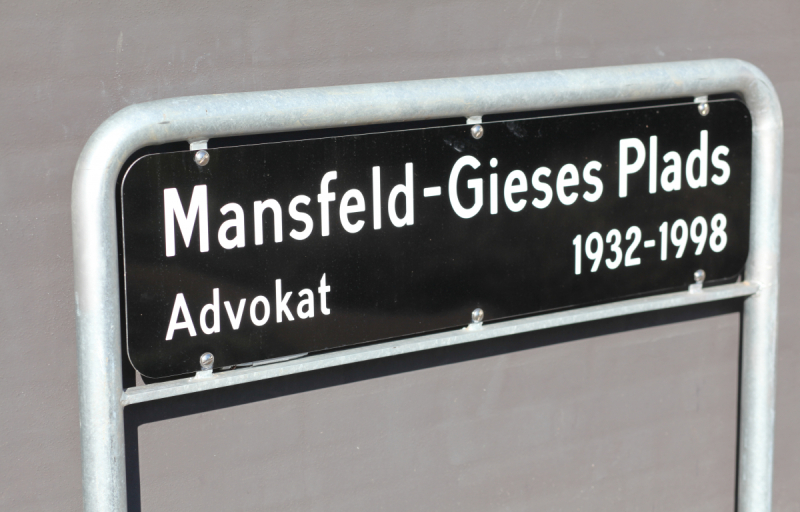 Mansfeld-Gieses Plads
1932-1998
Advokat